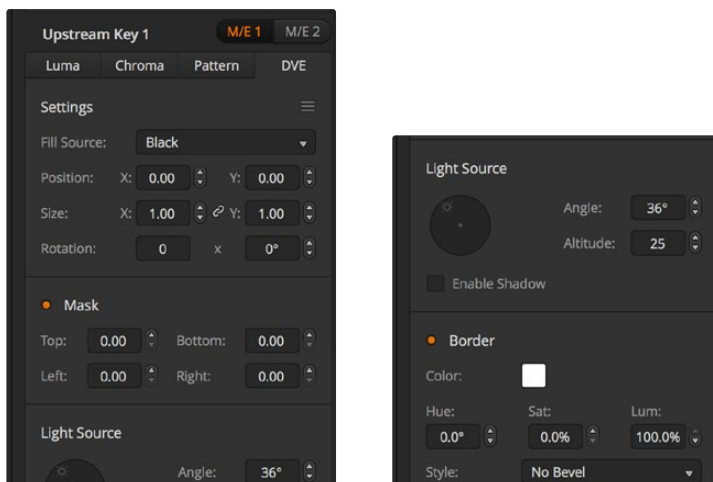 Upstream Key 1 M/E 1 M/E 2
Luma Chroma Pattern DVE
Settings
Fill Source: Black
Position: X: 0.00 Y: 0.00
Size: X: 1.00 Y: 1.00
Rotation: 0 x 0°
Mask
Top: 0.00 Bottom: 0.00
Left: 0.00 Right: 0.00
Light Source
Angle: 36°
Light Source
Angle: 36°
Altitude: 25
Enable Shadow
Border
Color:
Hue: Sat: Lum:
0.0° 0.0% 100.0%
Style: No Bevel